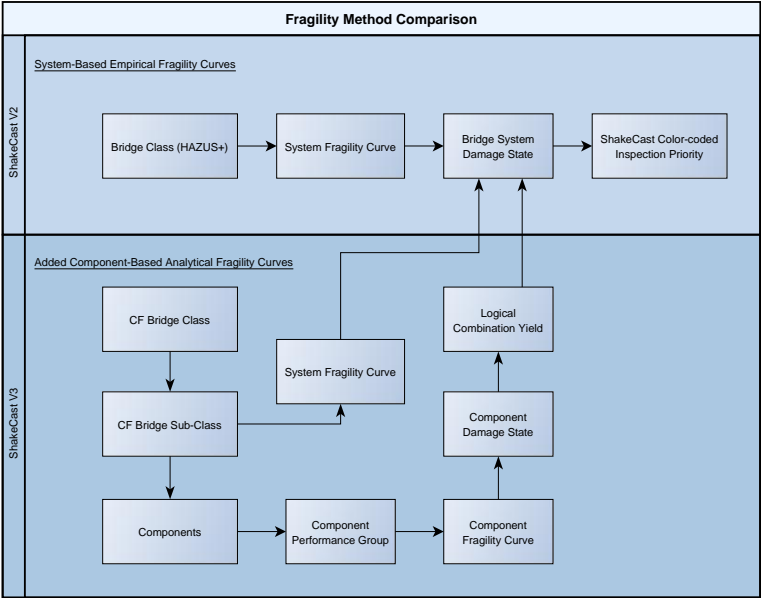 Fragility Method Comparison
ShakeCast V2
System-Based Empirical Fragility Curves
Bridge Class (HAZUS+)
System Fragility Curve
Bridge System
Damage State
ShakeCast Color-coded
Inspection Priority
ShakeCast V3
Added Component-Based Analytical Fragility Curves
CF Bridge Class
System Fragility Curve
Logical
Combination Yield
CF Bridge Sub-Class
Component
Damage State
Components
Component
Performance Group
Component
Fragility Curve